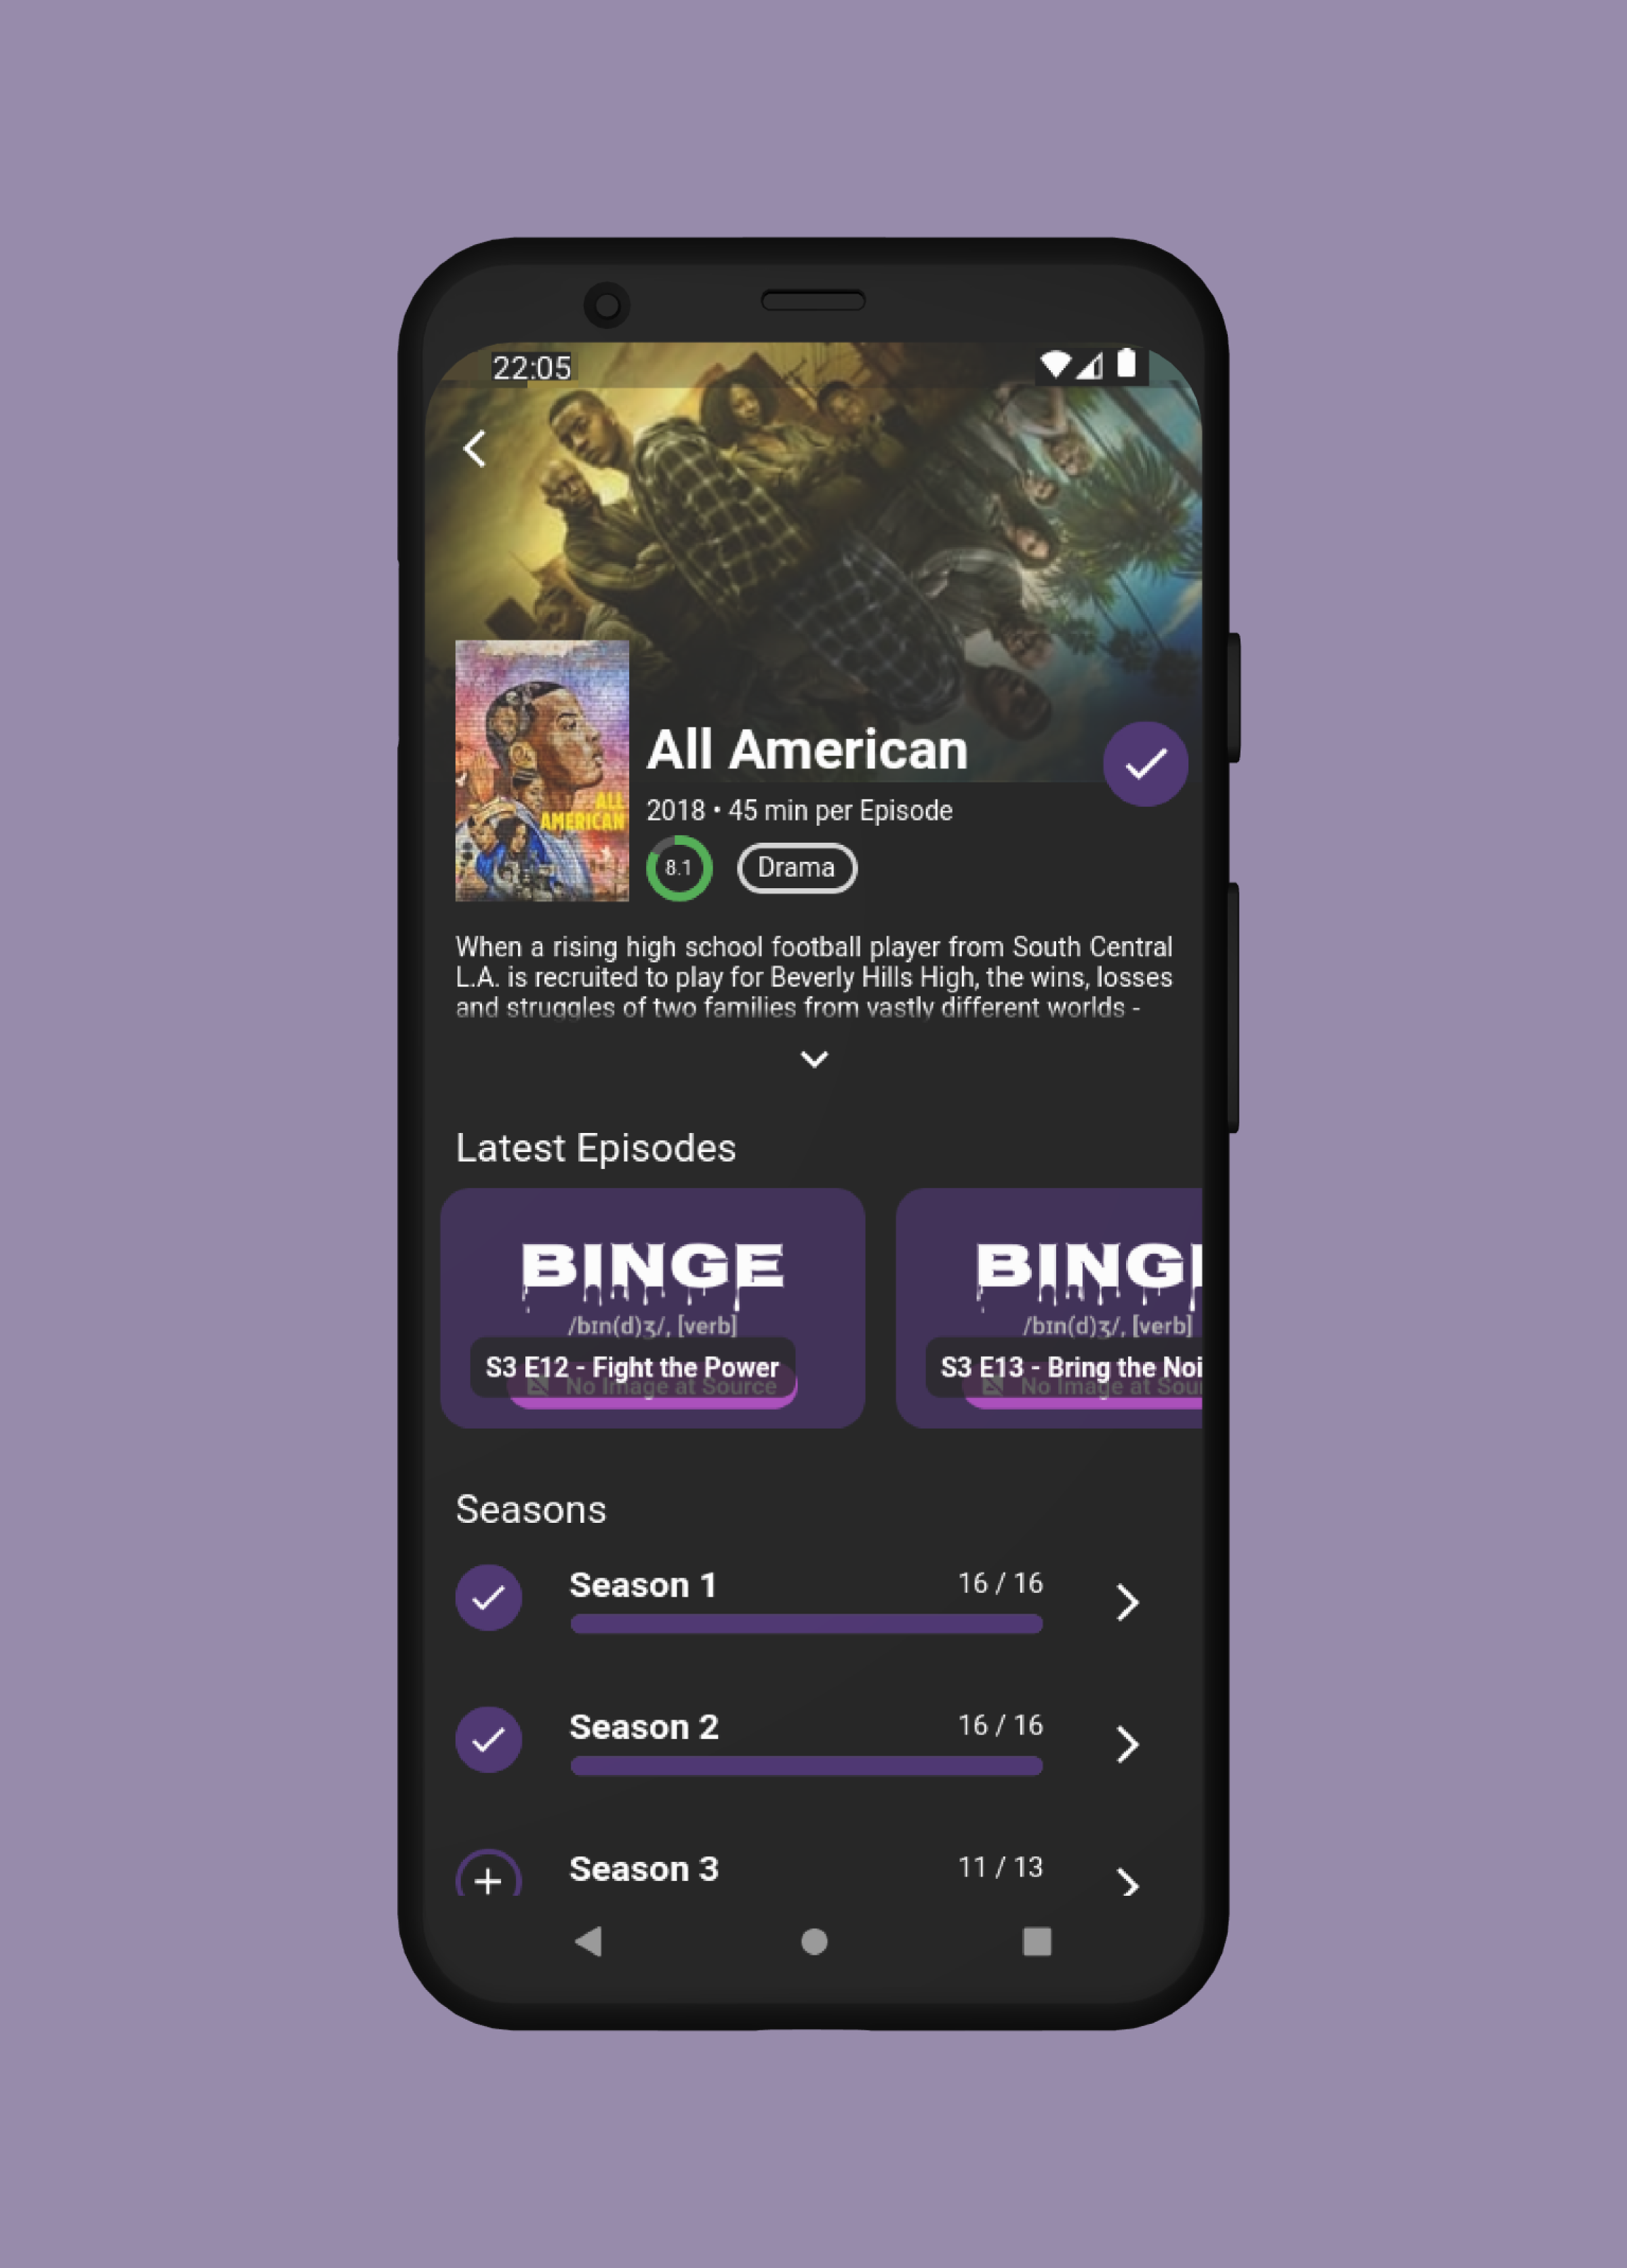 22:05
ALL
AMERICAN
All American
2018 • 45 min per Episode
8.1
Drama
When a rising high school football player from South Central
L.A. is recruited to play for Beverly Hills High, the wins, losses
and struggles of two families from vastly different worlds -
Latest Episodes
BINGE
/bɪn(d)ʒ/, [verb]
S3 E12 - Fight the Power
No Image at Source
BING
/bɪn(d)ʒ/, [verb]
S3 E13 - Bring the Noi
No Image at Sour
Seasons
Season 1
16 / 16
Season 2
16 / 16
Season 3
11 / 13